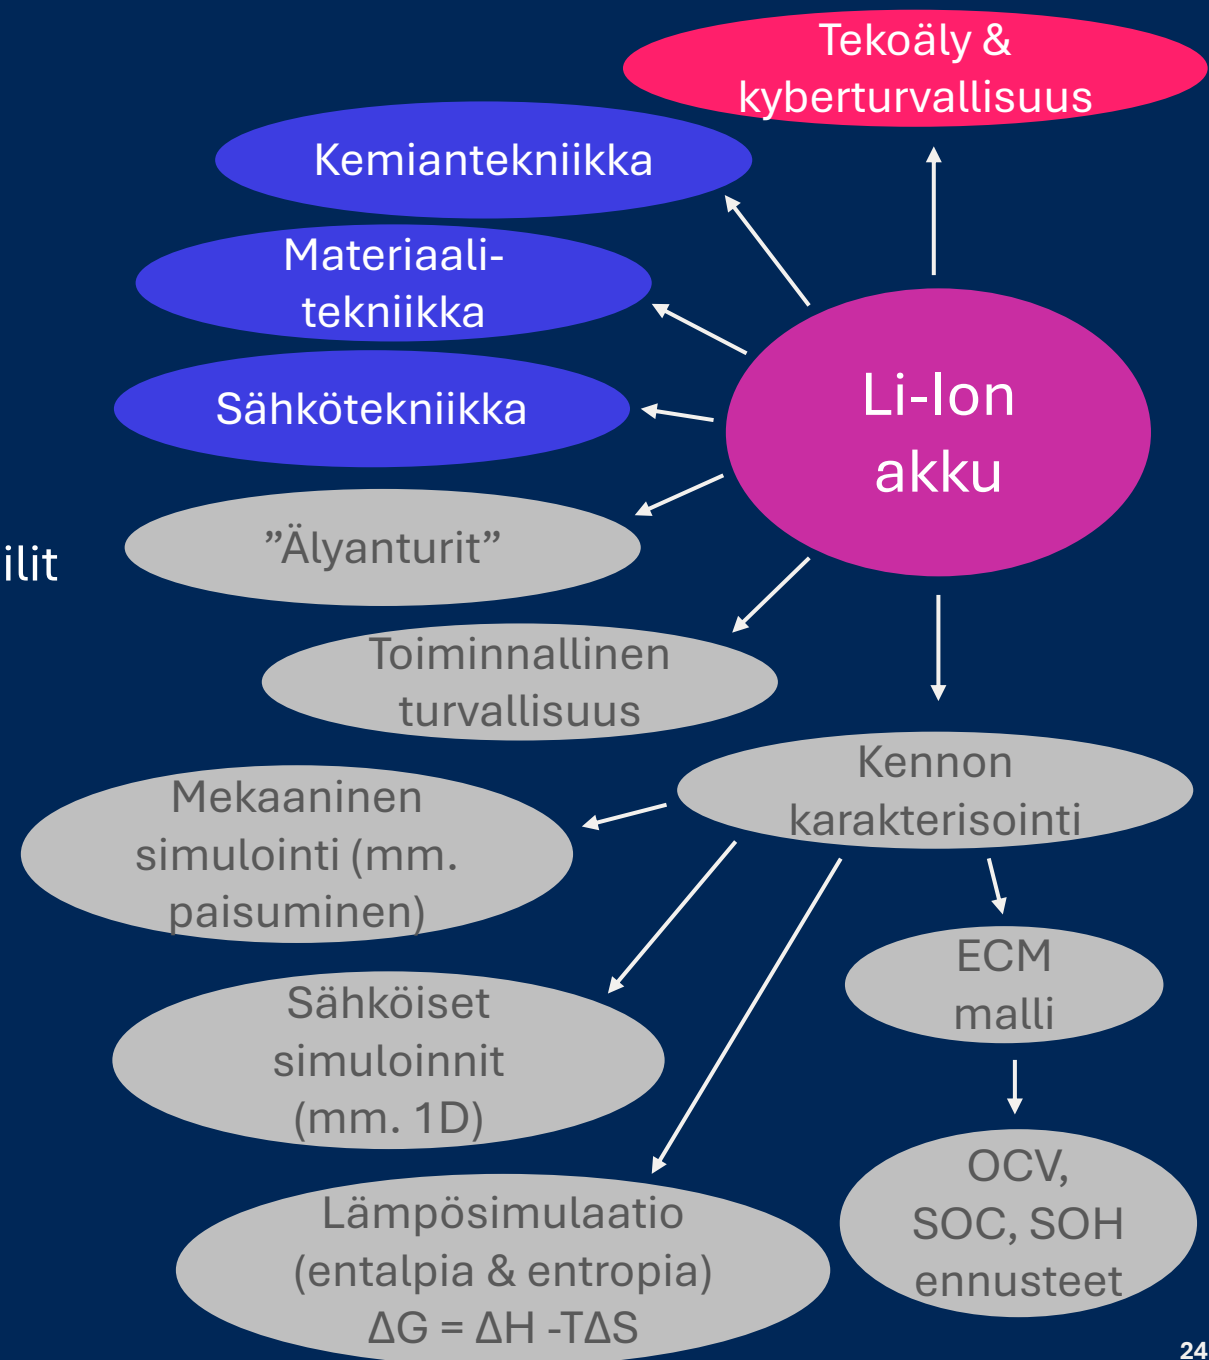 Tekoäly &
kyberturvallisuus
Kemiantekniikka
Materiaali-
tekniikka
Sähkötekniikka
Li-Ion
akku
”Älyanturit”
ilit
Toiminnallinen
turvallisuus
Kennon
karakterisointi
Mekaaninen
simulointi (mm.
paisuminen)
ECM
malli
Sähköiset
simuloinnit
(mm. 1D)
OCV,
SOC, SOH
ennusteet
Lämpösimulaatio
(entalpia & entropia)
ΔG = ΔH -TΔS
24